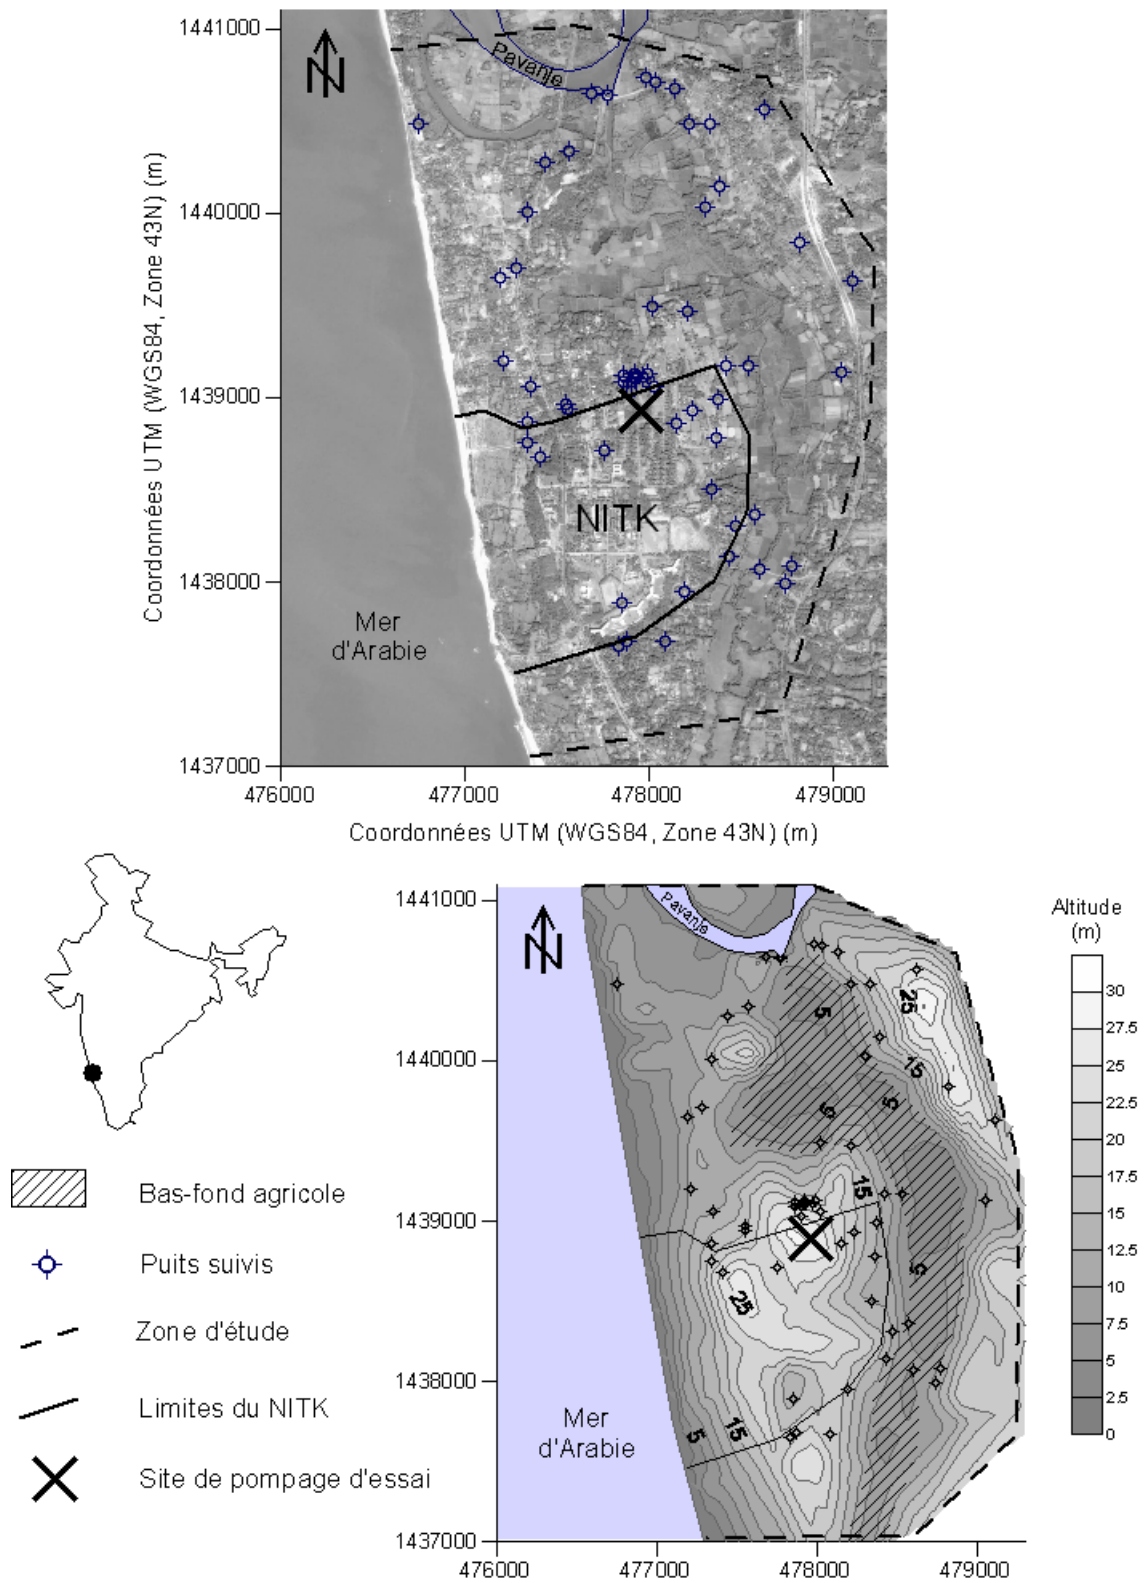 1441000
1440000
1439000
1438000
1437000
Coordonnées UTM (WGS84, Zone 43N) (m)
N
Pavanje
NITK
Mer
d'Arabie
476000
477000
478000
479000
Coordonnées UTM (WGS84, Zone 43N) (m)
Bas-fond agricole
Puits suivis
Zone d'étude
Limites du NITK
Site de pompage d'essai
1441000
1440000
1439000
1438000
1437000
N
Pavanje
5
25
15
5
5
15
5
25
5
15
Mer
d'Arabie
476000
477000
478000
479000
Altitude
(m)
30
27.5
25
22.5
20
17.5
15
12.5
10
7.5
5
2.5
0